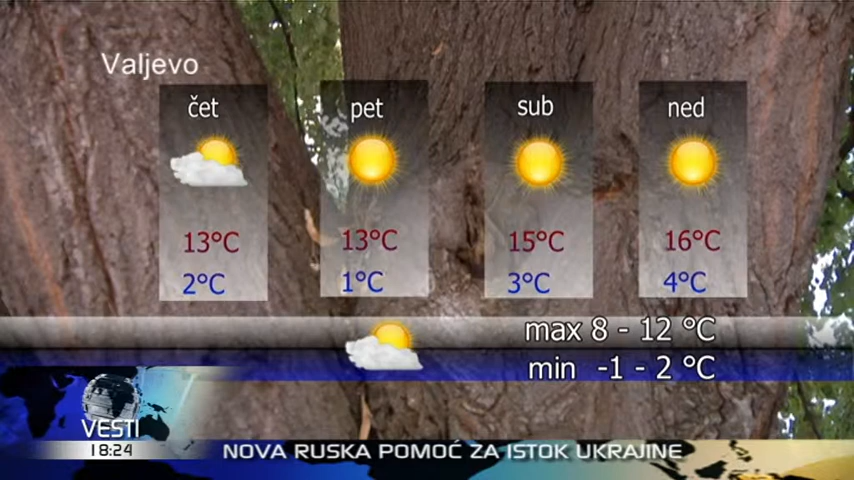 Valjevo
čet
pet
sub
ned
13°C
13°C
15°C
16°C
2°C
1°C
3°C
4°C
max 8 - 12 °C
min -1 - 2 °C
VESTI
18:24
NOVA RUSKA POMOĆ ZA ISTOK UKRAJINE